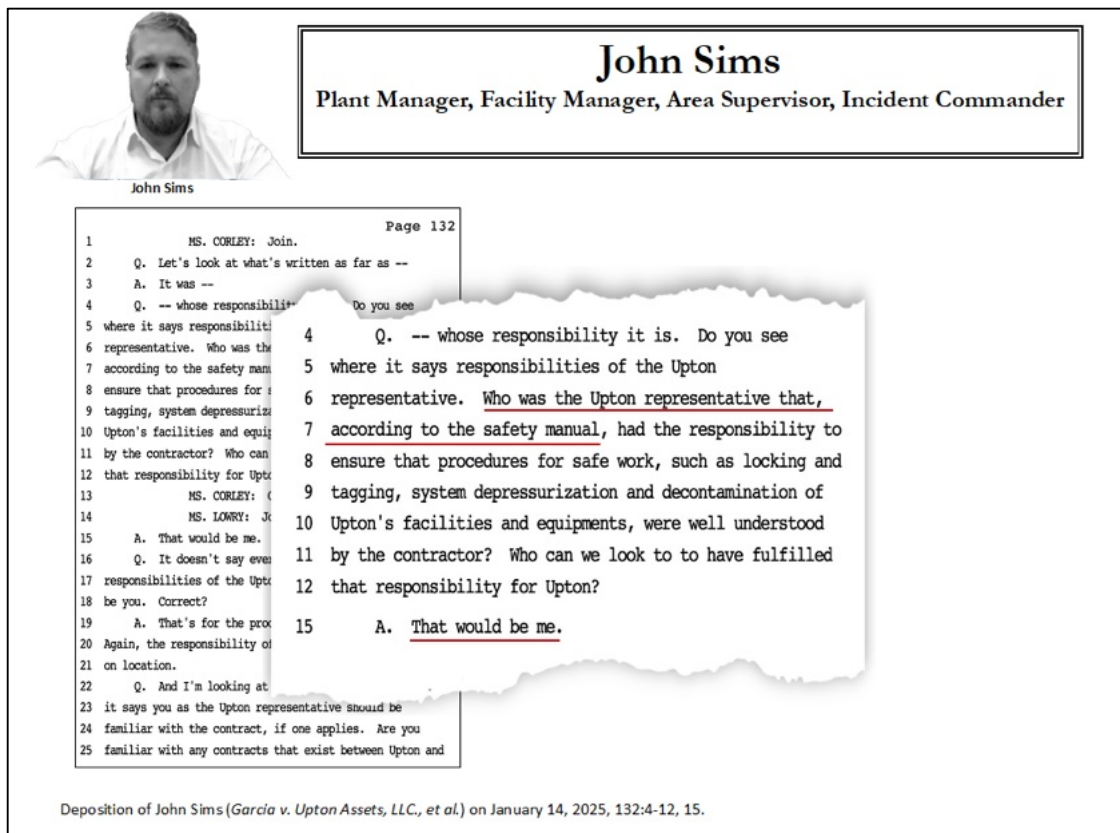 John Sims
Plant Manager, Facility Manager, Area Supervisor, Incident Commander
John Sims
Page 132
1 MS. CORLEY: Join.
2 Q. Let's look at what's written as far as --
3 A. It was --
4 Q. -- whose responsibility Do you see
5 where it says
6 representative. Who was the
7 according to the safety
8 ensure that procedures for
9 tagging, system
10 Upton's facilities and
11 by the contractor? Who can
12 that responsibility for
13 MS. CORLEY:
14 MS. LOWRY:
15 A. That would be me.
16 Q. It doesn't say
17 responsibilities of the
18 be you. Correct?
19 A. That's for the
20 Again, the responsibility
21 on location.
22 Q. And I'm looking at
23 it says you as the Upton representative should be
24 familiar with the contract, if one applies. Are you
25 familiar with any contracts that exist between Upton and
4 Q. -- whose responsibility it is. Do you see
5 where it says responsibilities of the Upton
6 representative. Who was the Upton representative that,
7 according to the safety manual, had the responsibility to
8 ensure that procedures for safe work, such as locking and
9 tagging, system depressurization and decontamination of
10 Upton's facilities and equipments, were well understood
11 by the contractor? Who can we look to to have fulfilled
12 that responsibility for Upton?
15 A. That would be me.
Deposition of John Sims (Garcia v. Upton Assets, LLC., et al.) on January 14, 2025, 132:4-12, 15.